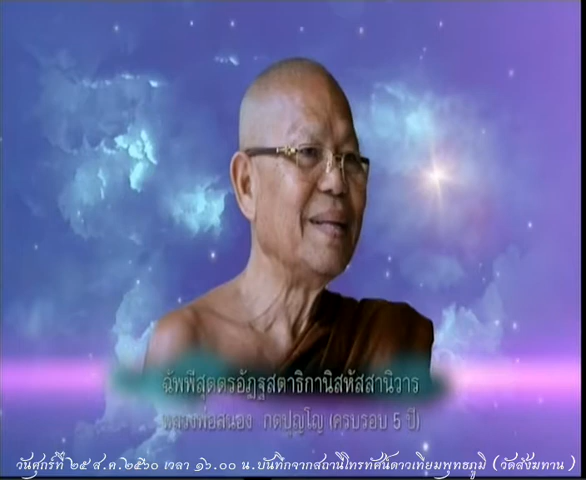 ฉัพพีสุตตรอัฏฐสตาธิกานิสหัสสานิวาร
หลวงพ่อสนอง กตปุญโญ (ครบรอบ 5 ปี)
วันศุกร์ที่ ๒๕ ส.ค.๒๕๖๐ เวลา ๑๖.๐๐ น.บันทึกจากสถานีโทรทัศน์ดาวเทียมพุทธภูมิ (วัดสังฆทาน)